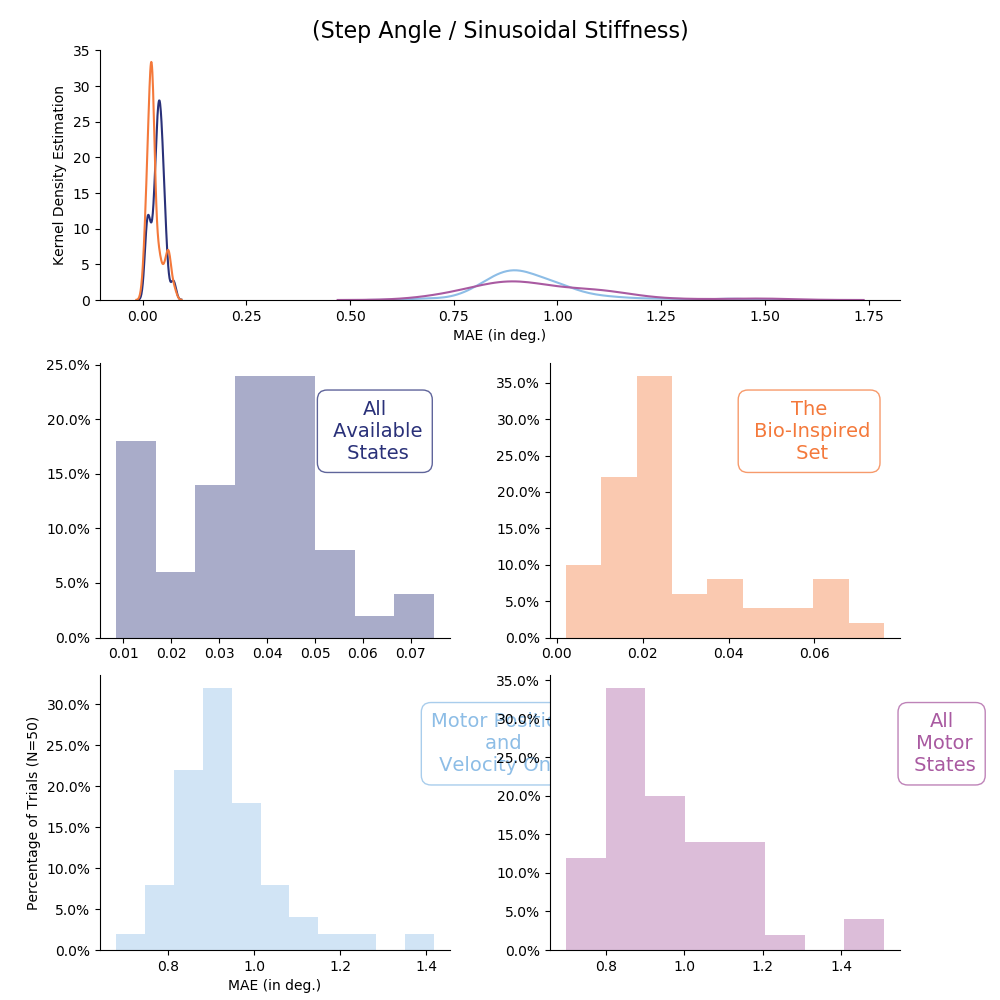 (Step Angle / Sinusoidal Stiffness)
35
30
25
20
15
10
5
0
Kernel Density Estimation
0.00 0.25 0.50 0.75 1.00 1.25 1.50 1.75
MAE (in deg.)
25.0%
20.0%
15.0%
10.0%
5.0%
0.0%
All
Available
States
0.01 0.02 0.03 0.04 0.05 0.06 0.07
35.0%
30.0%
25.0%
20.0%
15.0%
10.0%
5.0%
0.0%
The
Bio-Inspired
Set
0.00 0.02 0.04 0.06
Percentage of Trials (N=50)
30.0%
25.0%
20.0%
15.0%
10.0%
5.0%
0.0%
Motor
and
Velocity
0.8 1.0 1.2 1.4
MAE (in deg.)
35.0%
30.0%
25.0%
20.0%
15.0%
10.0%
5.0%
0.0%
All
Motor
States
0.8 1.0 1.2 1.4